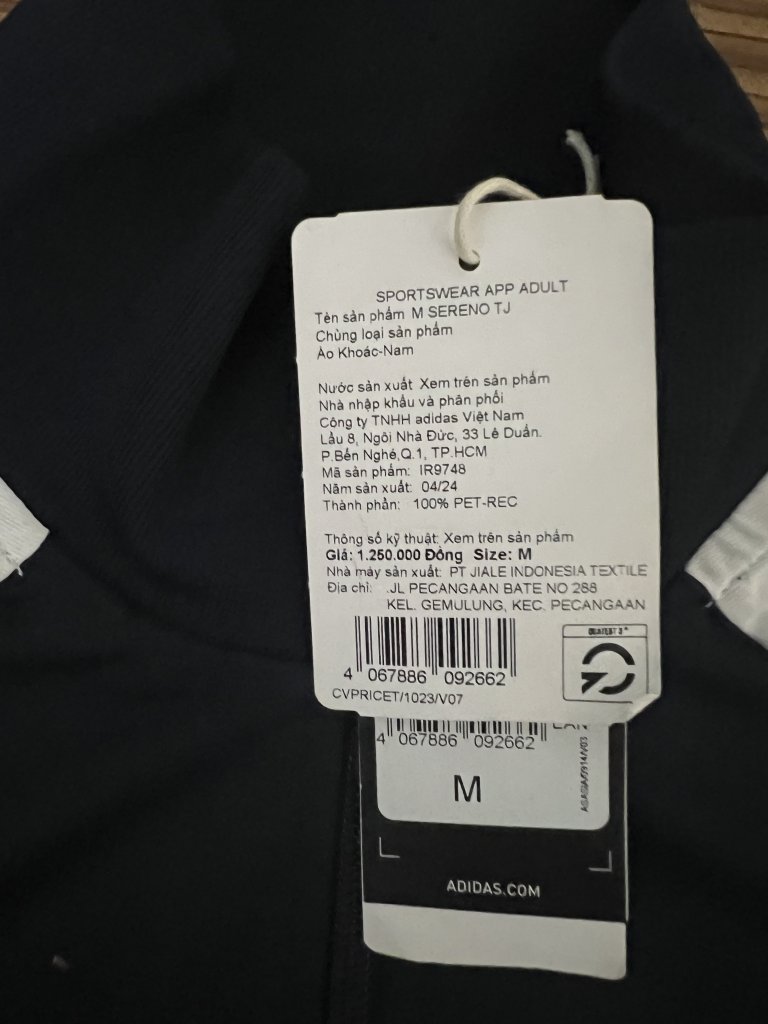 SPORTSWEAR APP ADULT
Tên sản phẩm M SERENO TJ
Chủng loại sản phẩm
Áo Khoác-Nam
Nước sản xuất Xem trên sản phẩm
Nhà nhập khẩu và phân phối
Công ty TNHH adidas Việt Nam
Lầu 8, Ngôi Nhà Đức, 33 Lê Duẩn.
P.Bến Nghé,Q.1, TP.HCM
Mã sản phẩm: IR9748
Năm sản xuất: 04/24
Thành phần: 100% PET-REC
Thông số kỹ thuật: Xem trên sản phẩm
Giá: 1.250.000 Đồng Size: M
Nhà máy sản xuất: PT JIALE INDONESIA TEXTILE
Địa chỉ: .JL PECANGAAN BATE NO 288
KEL. GEMULUNG, KEC. PECANGAAN
QUATEST 3
4 067886 092662
CVPRICET/1023/V07
4 067886 092662
M
ADIDAS.COM